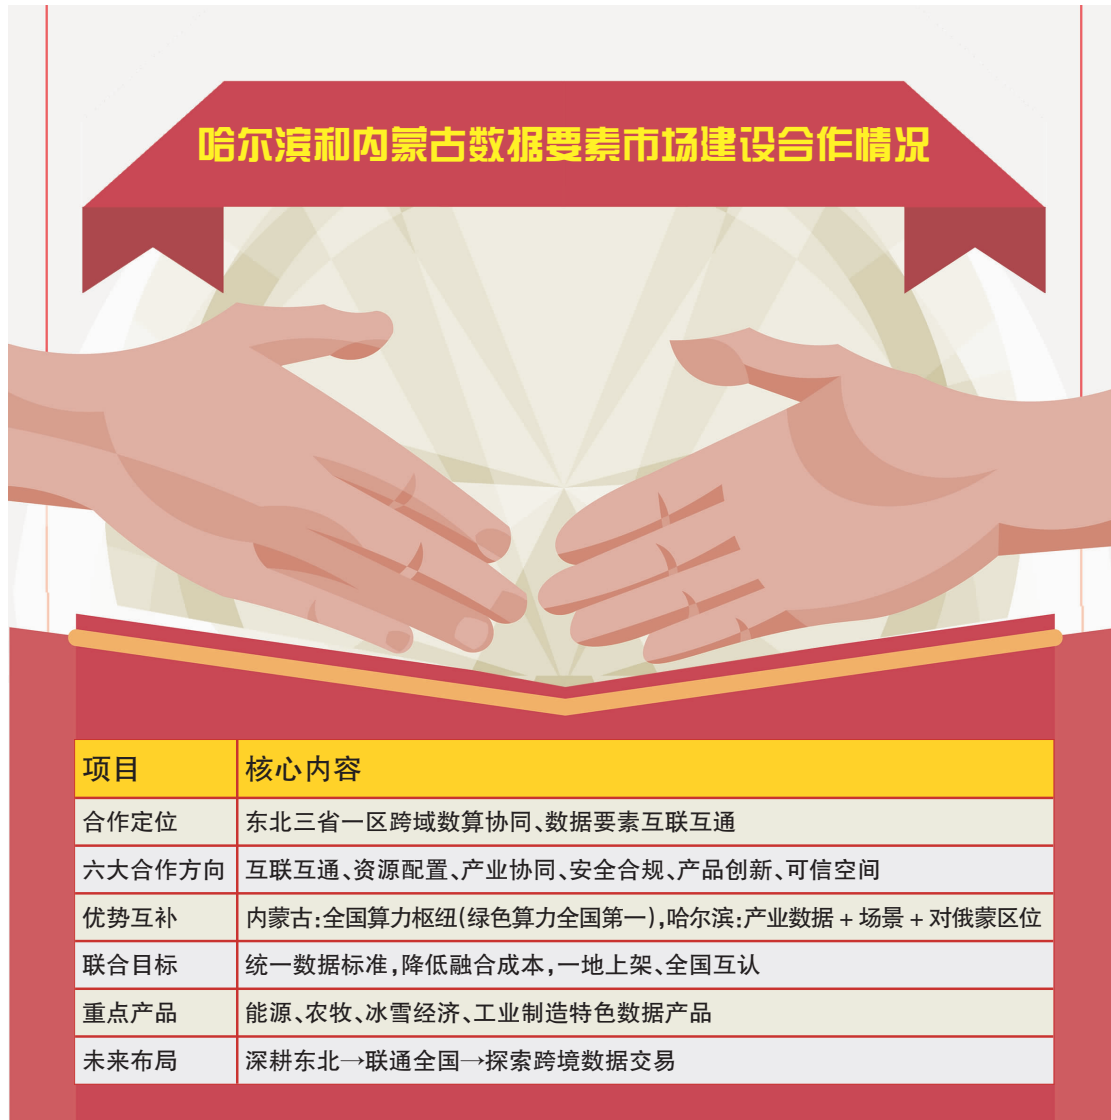 哈尔滨和内蒙古数据要素市场建设合作情况
项目 核心内容
合作定位 东北三省一区跨域数算协同、数据要素互联互通
六大合作方向 互联互通、资源配置、产业协同、安全合规、产品创新、可信空间
优势互补 内蒙古:全国算力枢纽(绿色算力全国第一),哈尔滨:产业数据+场景+对俄蒙区位
联合目标 统一数据标准,降低融合成本,一地上架、全国互认
重点产品 能源、农牧、冰雪经济、工业制造特色数据产品
未来布局 深耕东北→联通全国→探索跨境数据交易